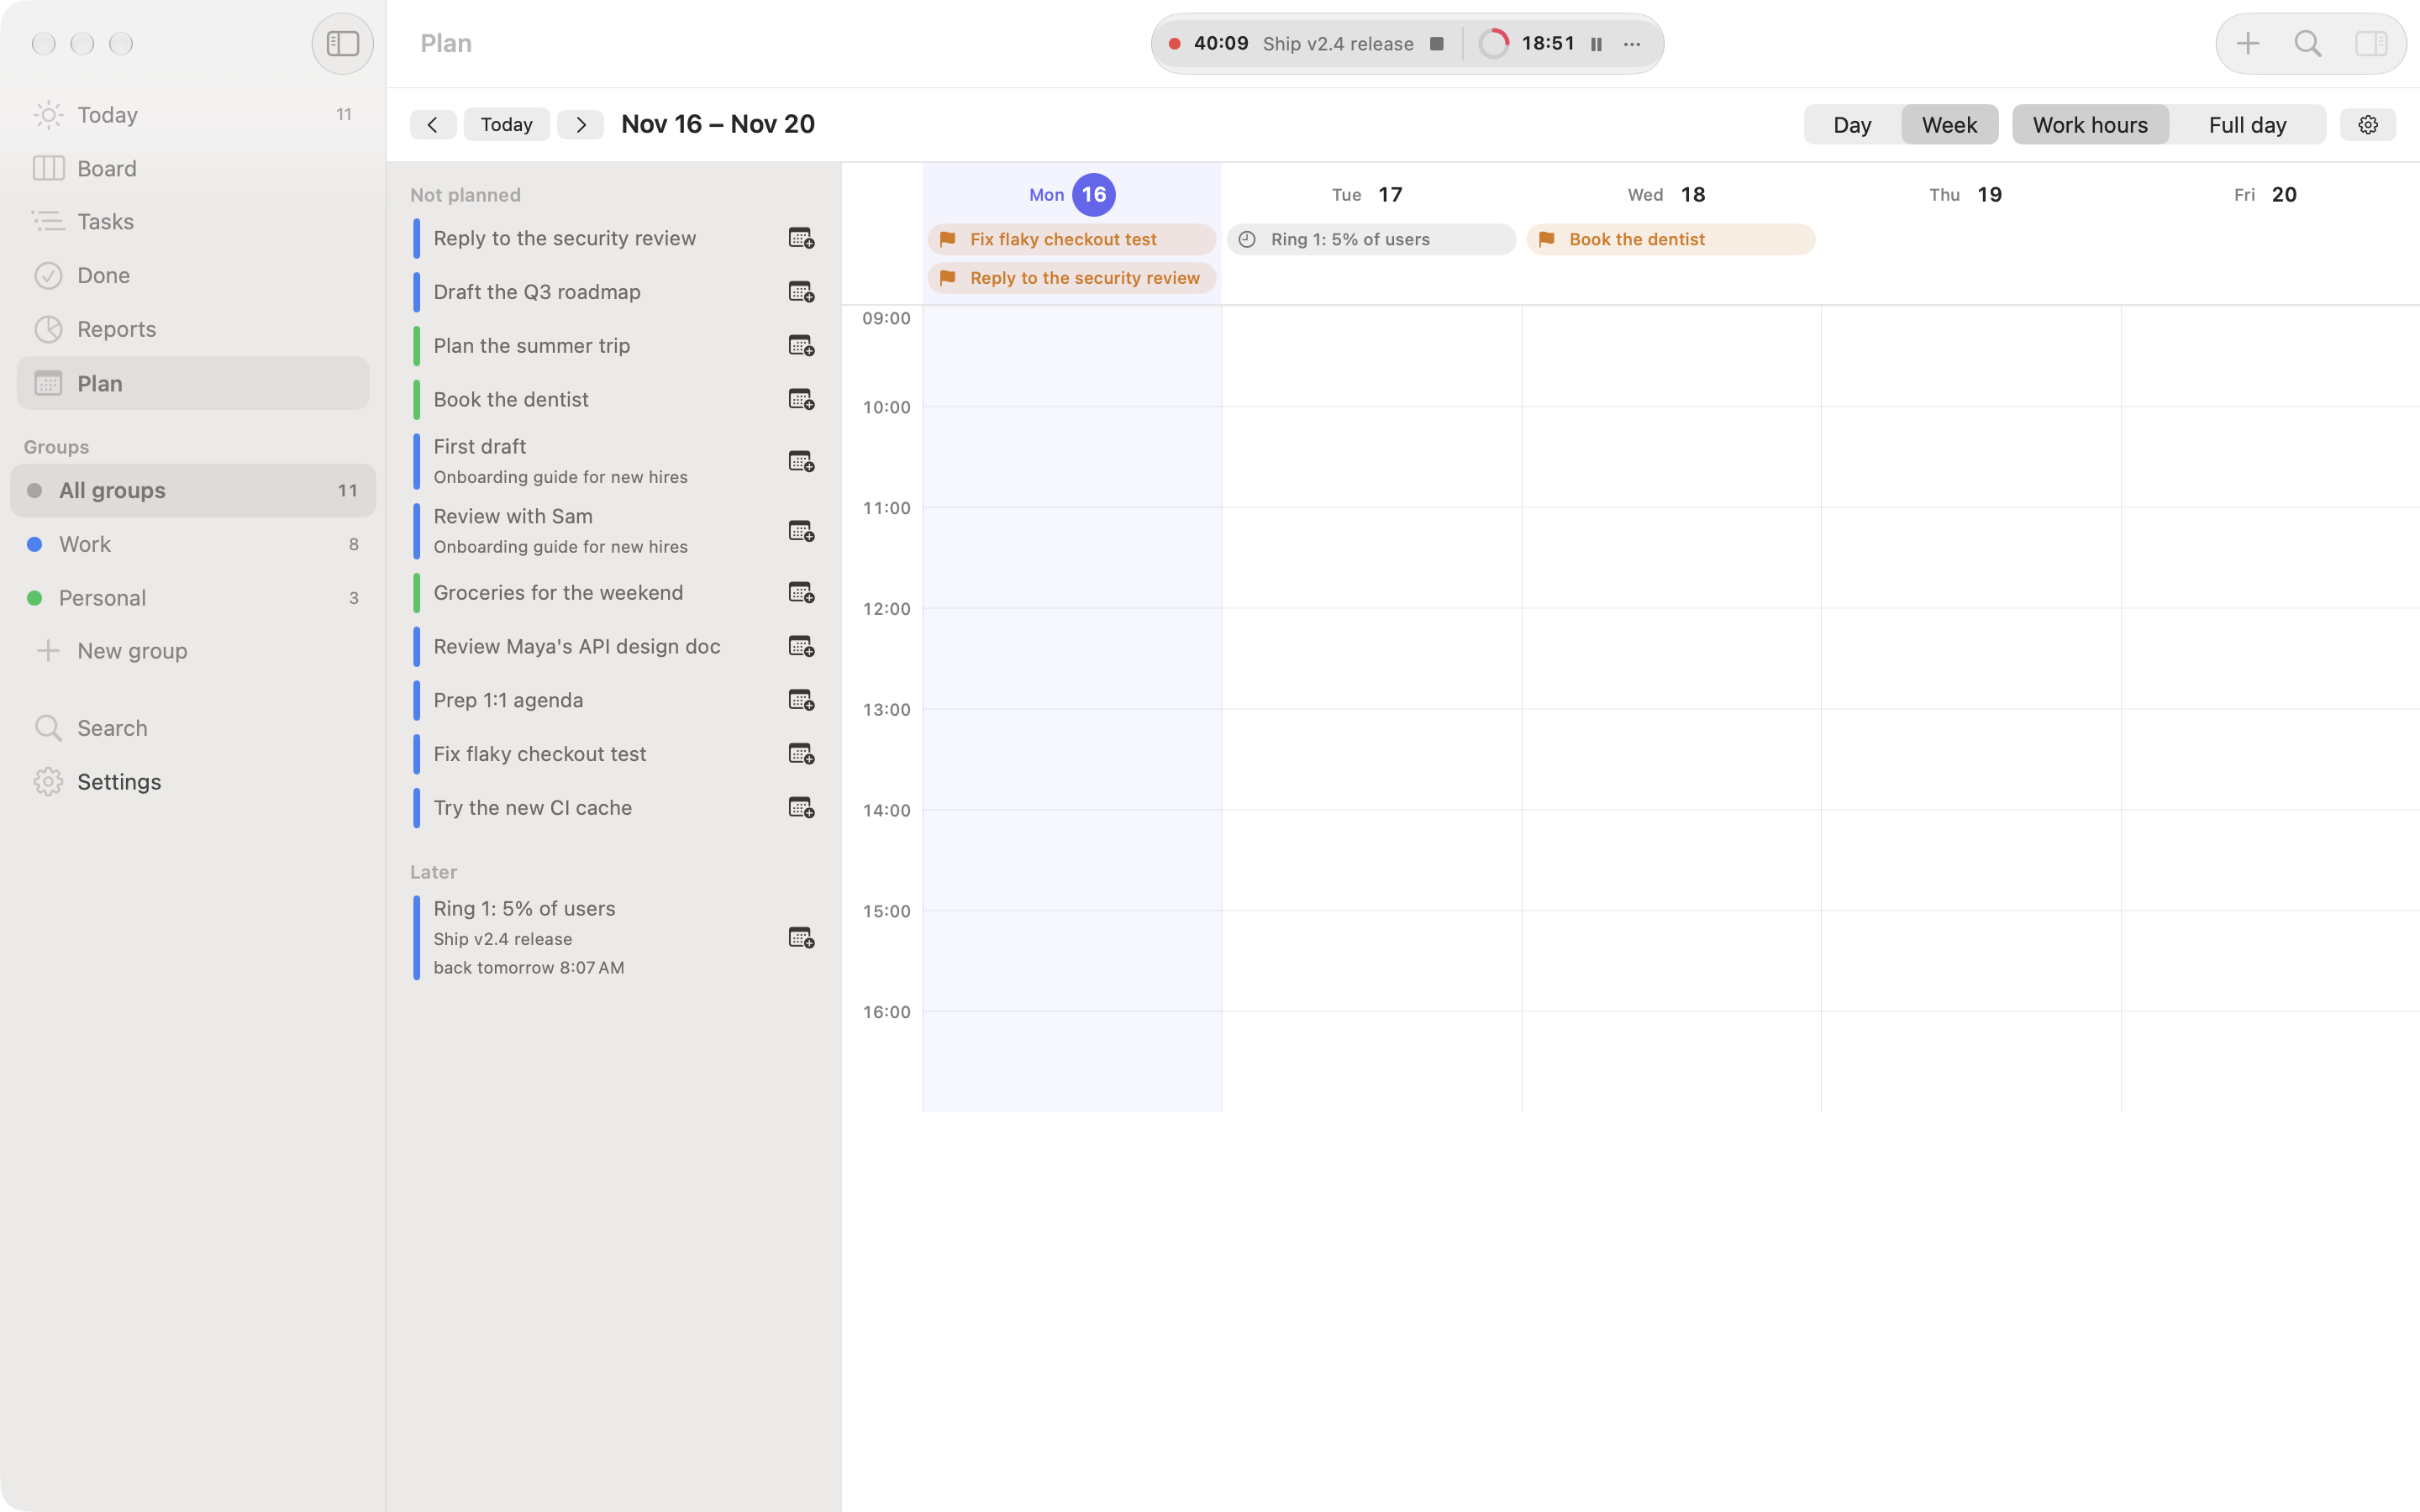 Plan
40:09 Ship v2.4 release 18:51
Today 11
Board
Tasks
Done
Reports
Plan
Groups
All groups 11
Work 8
Personal 3
New group
Search
Settings
Today Nov 16 – Nov 20
Day Week Work hours Full day
Not planned
Reply to the security review
Draft the Q3 roadmap
Plan the summer trip
Book the dentist
First draft
Onboarding guide for new hires
Review with Sam
Onboarding guide for new hires
Groceries for the weekend
Review Maya's API design doc
Prep 1:1 agenda
Fix flaky checkout test
Try the new CI cache
Later
Ring 1: 5% of users
Ship v2.4 release
back tomorrow 8:07 AM
Mon 16 Tue 17 Wed 18 Thu 19 Fri 20
Fix flaky checkout test Ring 1: 5% of users Book the dentist
Reply to the security review
09:00
10:00
11:00
12:00
13:00
14:00
15:00
16:00